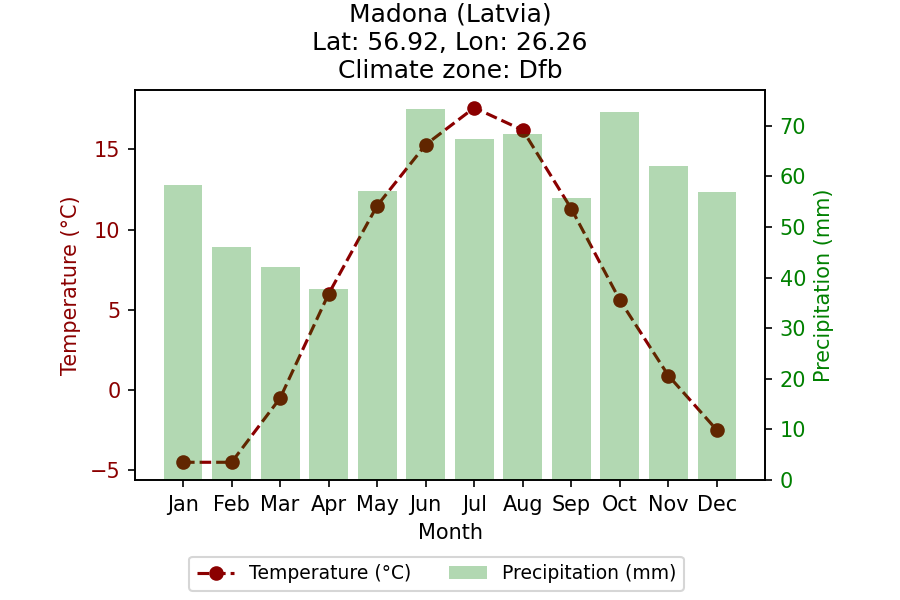 Madona (Latvia)
Lat: 56.92, Lon: 26.26
Climate zone: Dfb
Temperature (°C)
15
10
5
0
−5
70
60
50
40
30
20
10
0
Precipitation (mm)
Jan Feb Mar Apr May Jun Jul Aug Sep Oct Nov Dec
Month
Temperature (°C) Precipitation (mm)